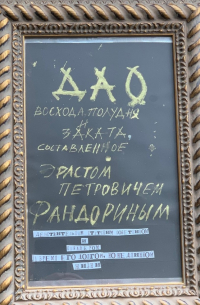 ДАО
ВОСХОДА, ПОЛУДНЯ
И
ЗАКАТА,
СОСТАВЛЕННОЕ
ЭРАСТОМ
ПЕТРОВИЧЕМ
ФАНДОРИНЫМ
И